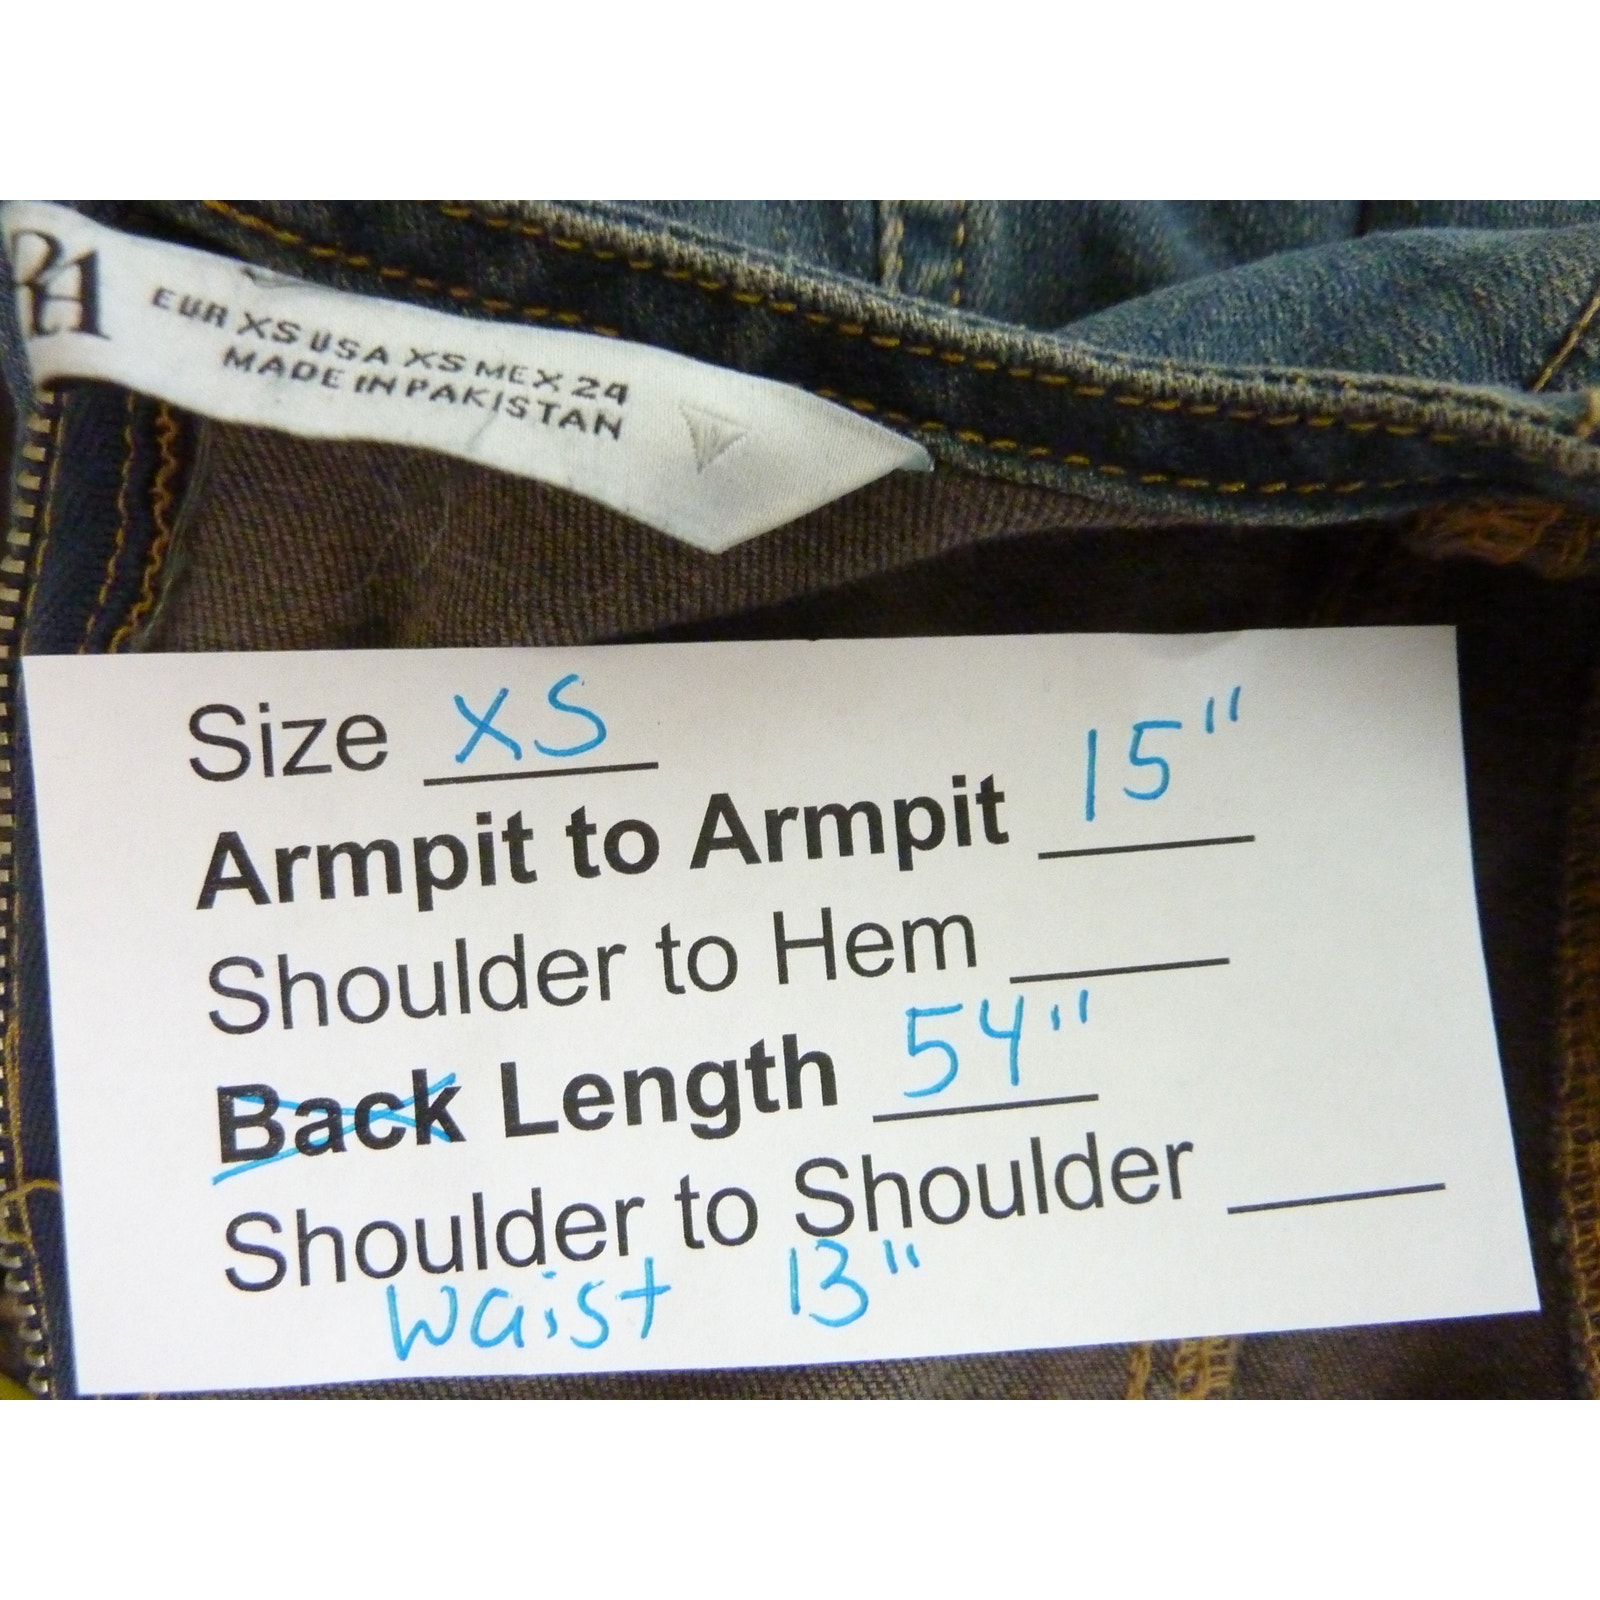 EUR XS USA XS MEX 24
MADE IN PAKISTAN
Size XS
Armpit to Armpit 15"
Shoulder to Hem
Back Length 54"
Shoulder to Shoulder
Waist 13"